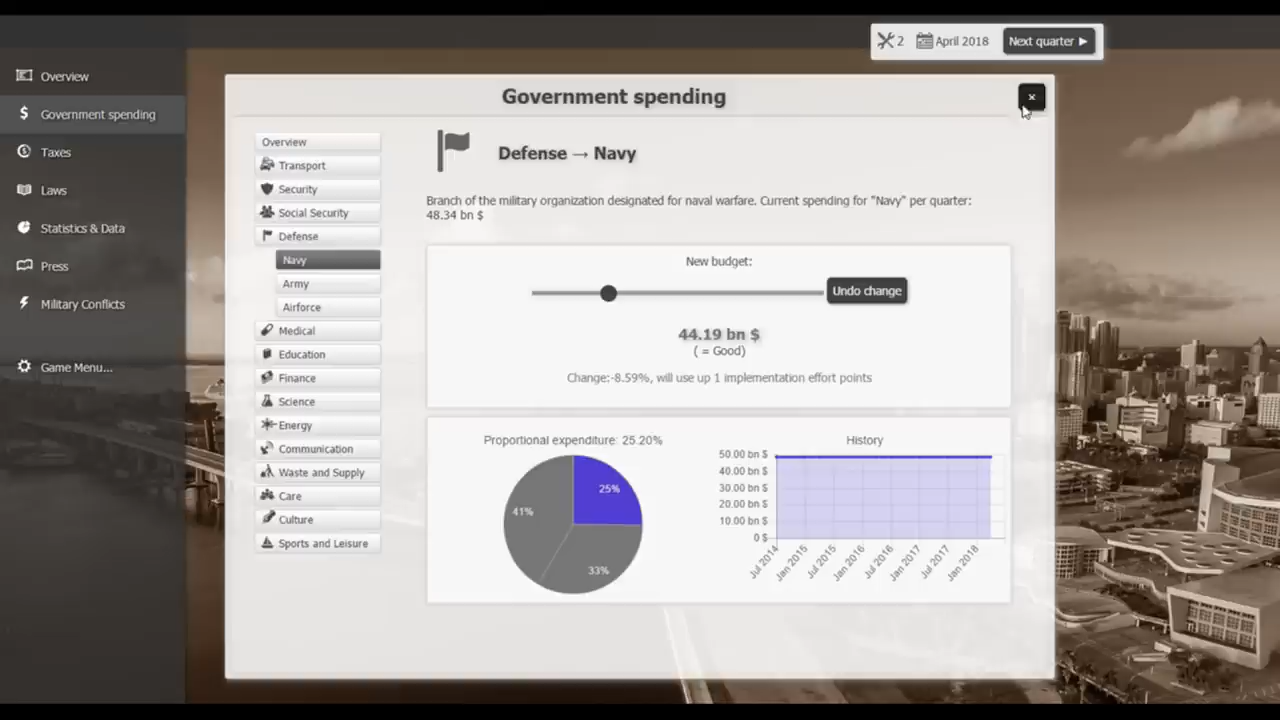 2 April 2018 Next quarter ►
Overview
Government spending
Taxes
Laws
Statistics & Data
Press
Military Conflicts
Game Menu...
Government spending
×
Overview
Transport
Security
Social Security
Defense
Navy
Army
Airforce
Medical
Education
Finance
Science
Energy
Communication
Waste and Supply
Care
Culture
Sports and Leisure
Defense → Navy
Branch of the military organization designated for naval warfare. Current spending for "Navy" per quarter:
48.34 bn $
New budget:
Undo change
44.19 bn $
( = Good)
Change:-8.59%, will use up 1 implementation effort points
Proportional expenditure: 25.20%
25%
41%
33%
History
50.00 bn $
40.00 bn $
30.00 bn $
20.00 bn $
10.00 bn $
0 $
Jul 2014
Jan 2015
Jul 2015
Jan 2016
Jul 2016
Jan 2017
Jul 2017
Jan 2018